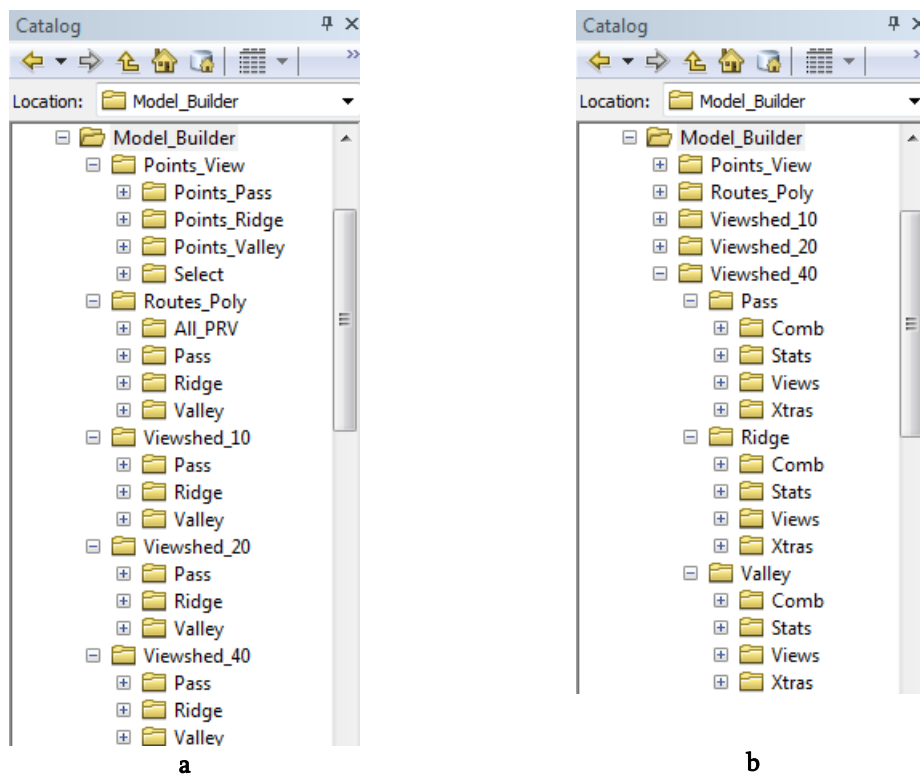 Catalog
Location: Model_Builder
Model_Builder
Points_View
Points_Pass
Points_Ridge
Points_Valley
Select
Routes_Poly
All_PRV
Pass
Ridge
Valley
Viewshed_10
Pass
Ridge
Valley
Viewshed_20
Pass
Ridge
Valley
Viewshed_40
Pass
Ridge
Valley
a
Catalog
Location: Model_Builder
Model_Builder
Points_View
Routes_Poly
Viewshed_10
Viewshed_20
Viewshed_40
Pass
Comb
Stats
Views
Xtras
Ridge
Comb
Stats
Views
Xtras
Valley
Comb
Stats
Views
Xtras
b